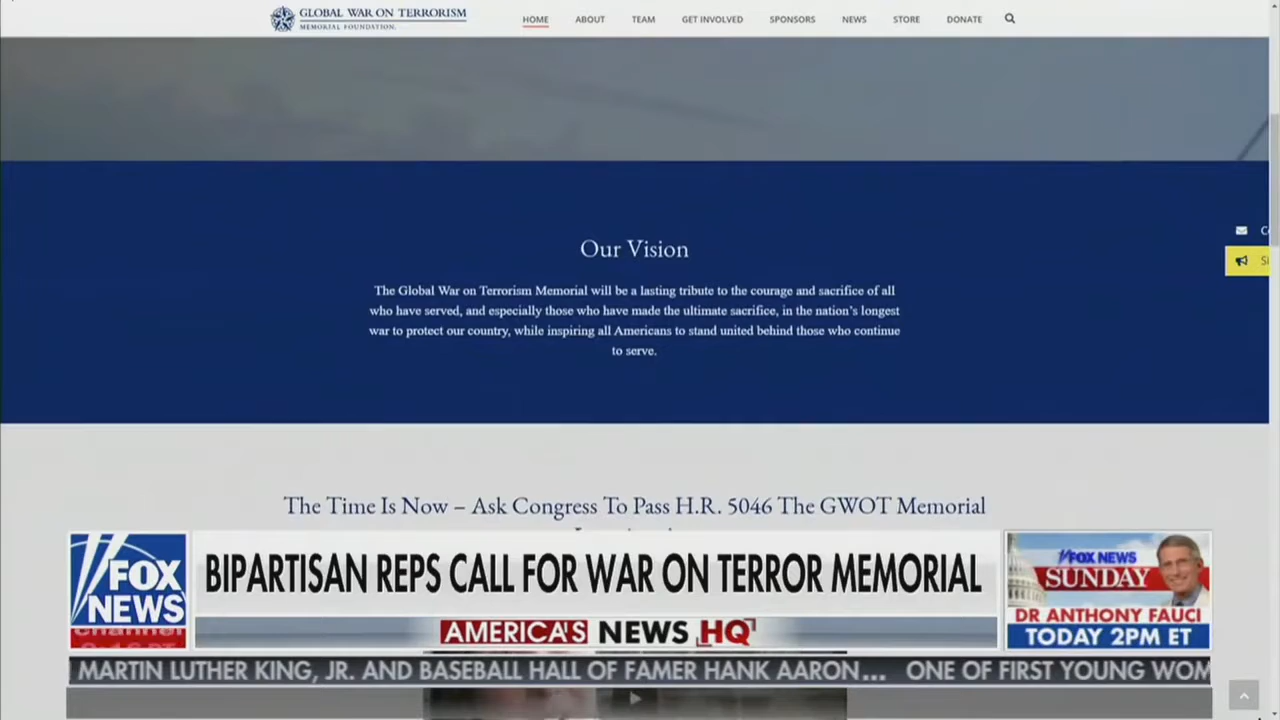 GLOBAL WAR ON TERRORISM
MEMORIAL FOUNDATION.
HOME ABOUT TEAM GET INVOLVED SPONSORS NEWS STORE DONATE
Our Vision
The Global War on Terrorism Memorial will be a lasting tribute to the courage and sacrifice of all
who have served, and especially those who have made the ultimate sacrifice, in the nation's longest
war to protect our country, while inspiring all Americans to stand united behind those who continue
to serve.
The Time Is Now – Ask Congress To Pass H.R. 5046 The GWOT Memorial
FOX
NEWS
channel
BIPARTISAN REPS CALL FOR WAR ON TERROR MEMORIAL
AMERICA'S NEWS HQ
FOX NEWS
SUNDAY
DR ANTHONY FAUCI
TODAY 2PM ET
MARTIN LUTHER KING, JR. AND BASEBALL HALL OF FAMER HANK AARON... ONE OF FIRST YOUNG WOM